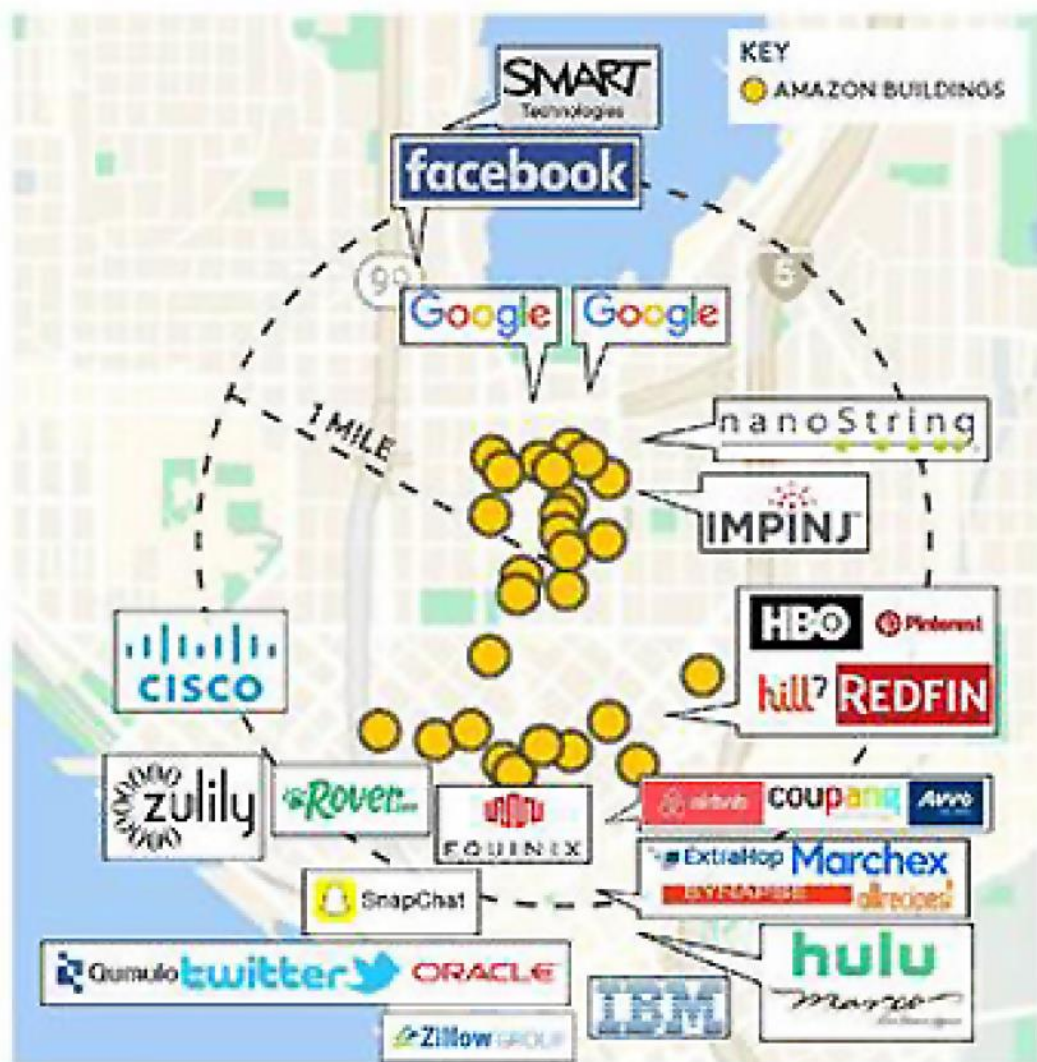 SMART
Technologies
KEY
AMAZON BUILDINGS
facebook
99
5
Google
Google
1 MILE
nanoString
IMPINJ
HBO
Pinterest
CISCO
hill7
REDFIN
zulily
Rover
EQUINIX
airbnb
coupang
Avvo
ExtraHop
Marchex
allrecipes!
SnapChat
hulu
Qumulo
twitter
ORACLE
IBM
Zillow GROUP